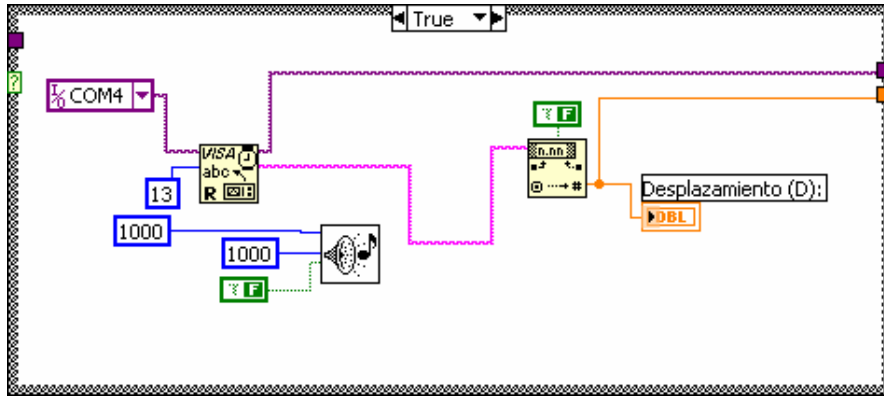 True
?
I/O COM4
VISA
abc
R
13
1000
1000
F
F
n.nn
#
Desplazamiento (D):
DBL